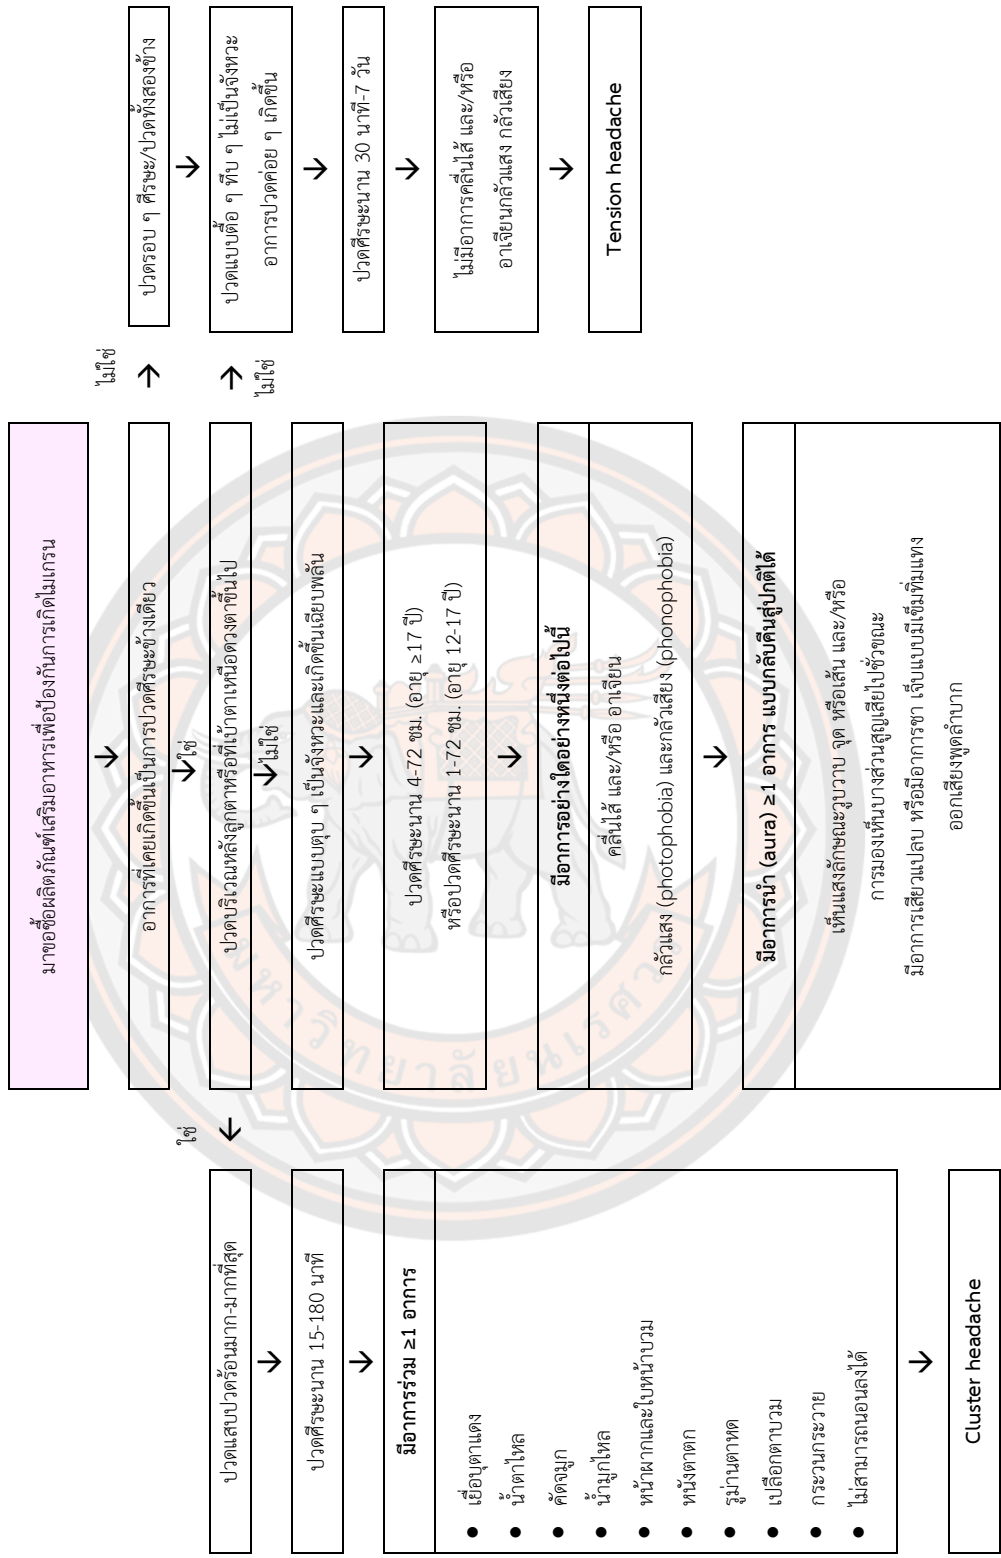 มาขอซื้อผลิตภัณฑ์เสริมอาหารเพื่อป้องกันการเกิดไมเกรน
อาการที่เคยเกิดขึ้นเป็นการปวดศีรษะข้างเดียว
ไม่ใช่
ปวดรอบ ๆ ศีรษะ/ปวดทั้งสองข้าง
ใช่
ปวดบริเวณหลังลูกตาหรือที่เบ้าตาเหนือดวงตาขึ้นไป
ไม่ใช่
ปวดแบบตื้อ ๆ ทึบ ๆ ไม่เป็นจังหวะ
อาการปวดค่อย ๆ เกิดขึ้น
ปวดศีรษะนาน 30 นาที-7 วัน
ไม่มีอาการคลื่นไส้ และ/หรือ
อาเจียนกลัวแสง กลัวเสียง
Tension headache
ไม่ใช่
ปวดศีรษะแบบตุบ ๆ เป็นจังหวะและเกิดขึ้นเฉียบพลัน
ปวดศีรษะนาน 4-72 ชม. (อายุ ≥17 ปี)
หรือปวดศีรษะนาน 1-72 ชม. (อายุ 12-17 ปี)
มีอาการอย่างใดอย่างหนึ่งต่อไปนี้
คลื่นไส้ และ/หรือ อาเจียน
กลัวแสง (photophobia) และกลัวเสียง (phonophobia)
มีอาการนำ (aura) ≥1 อาการ แบบกลับคืนสู่ปกติได้
เห็นแสงลักษณะวูบวาบ จุด หรือเส้น และ/หรือ
การมองเห็นบางส่วนสูญเสียไปชั่วขณะ
มีอาการเสียวแปลบ หรือมีอาการชา เจ็บแบบมีเข็มทิ่มแทง
ออกเสียงพูดลำบาก
ใช่
ปวดแสบปวดร้อนมาก-มากที่สุด
ปวดศีรษะนาน 15-180 นาที
มีอาการร่วม ≥1 อาการ
● เยื่อบุตาแดง
● น้ำตาไหล
● คัดจมูก
● น้ำมูกไหล
● หน้าผากและใบหน้าบวม
● หนังตาตก
● รูม่านตาหด
● เปลือกตาบวม
● กระวนกระวาย
● ไม่สามารถนอนลงได้
Cluster headache
มหาวิทยาลัยนเรศวร